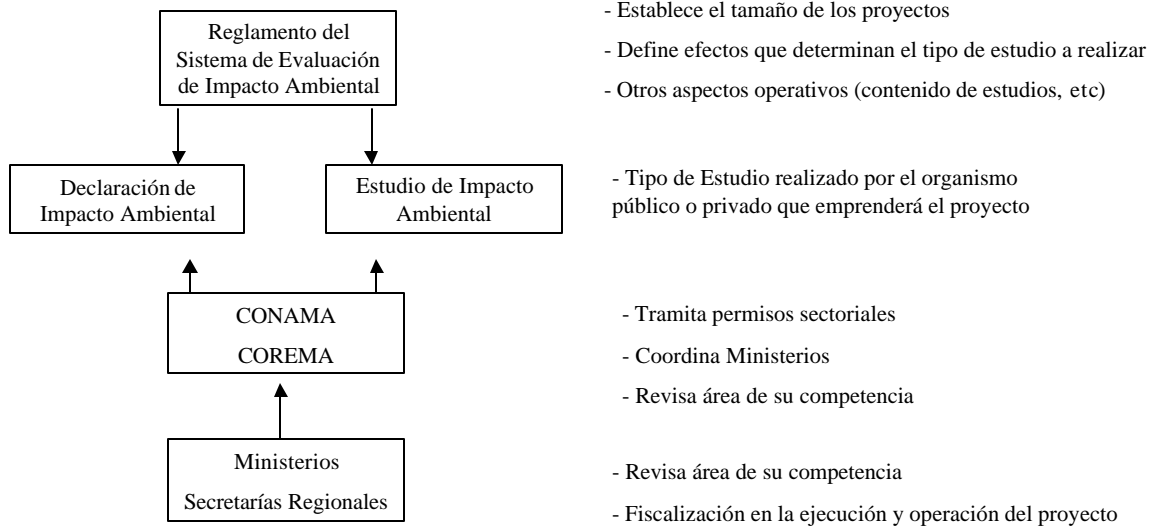 Reglamento del
Sistema de Evaluación
de Impacto Ambiental
- Establece el tamaño de los proyectos
- Define efectos que determinan el tipo de estudio a realizar
- Otros aspectos operativos (contenido de estudios, etc)
Declaración de
Impacto Ambiental
Estudio de Impacto
Ambiental
- Tipo de Estudio realizado por el organismo
público o privado que emprenderá el proyecto
CONAMA
COREMA
- Tramita permisos sectoriales
- Coordina Ministerios
- Revisa área de su competencia
Ministerios
Secretarías Regionales
- Revisa área de su competencia
- Fiscalización en la ejecución y operación del proyecto